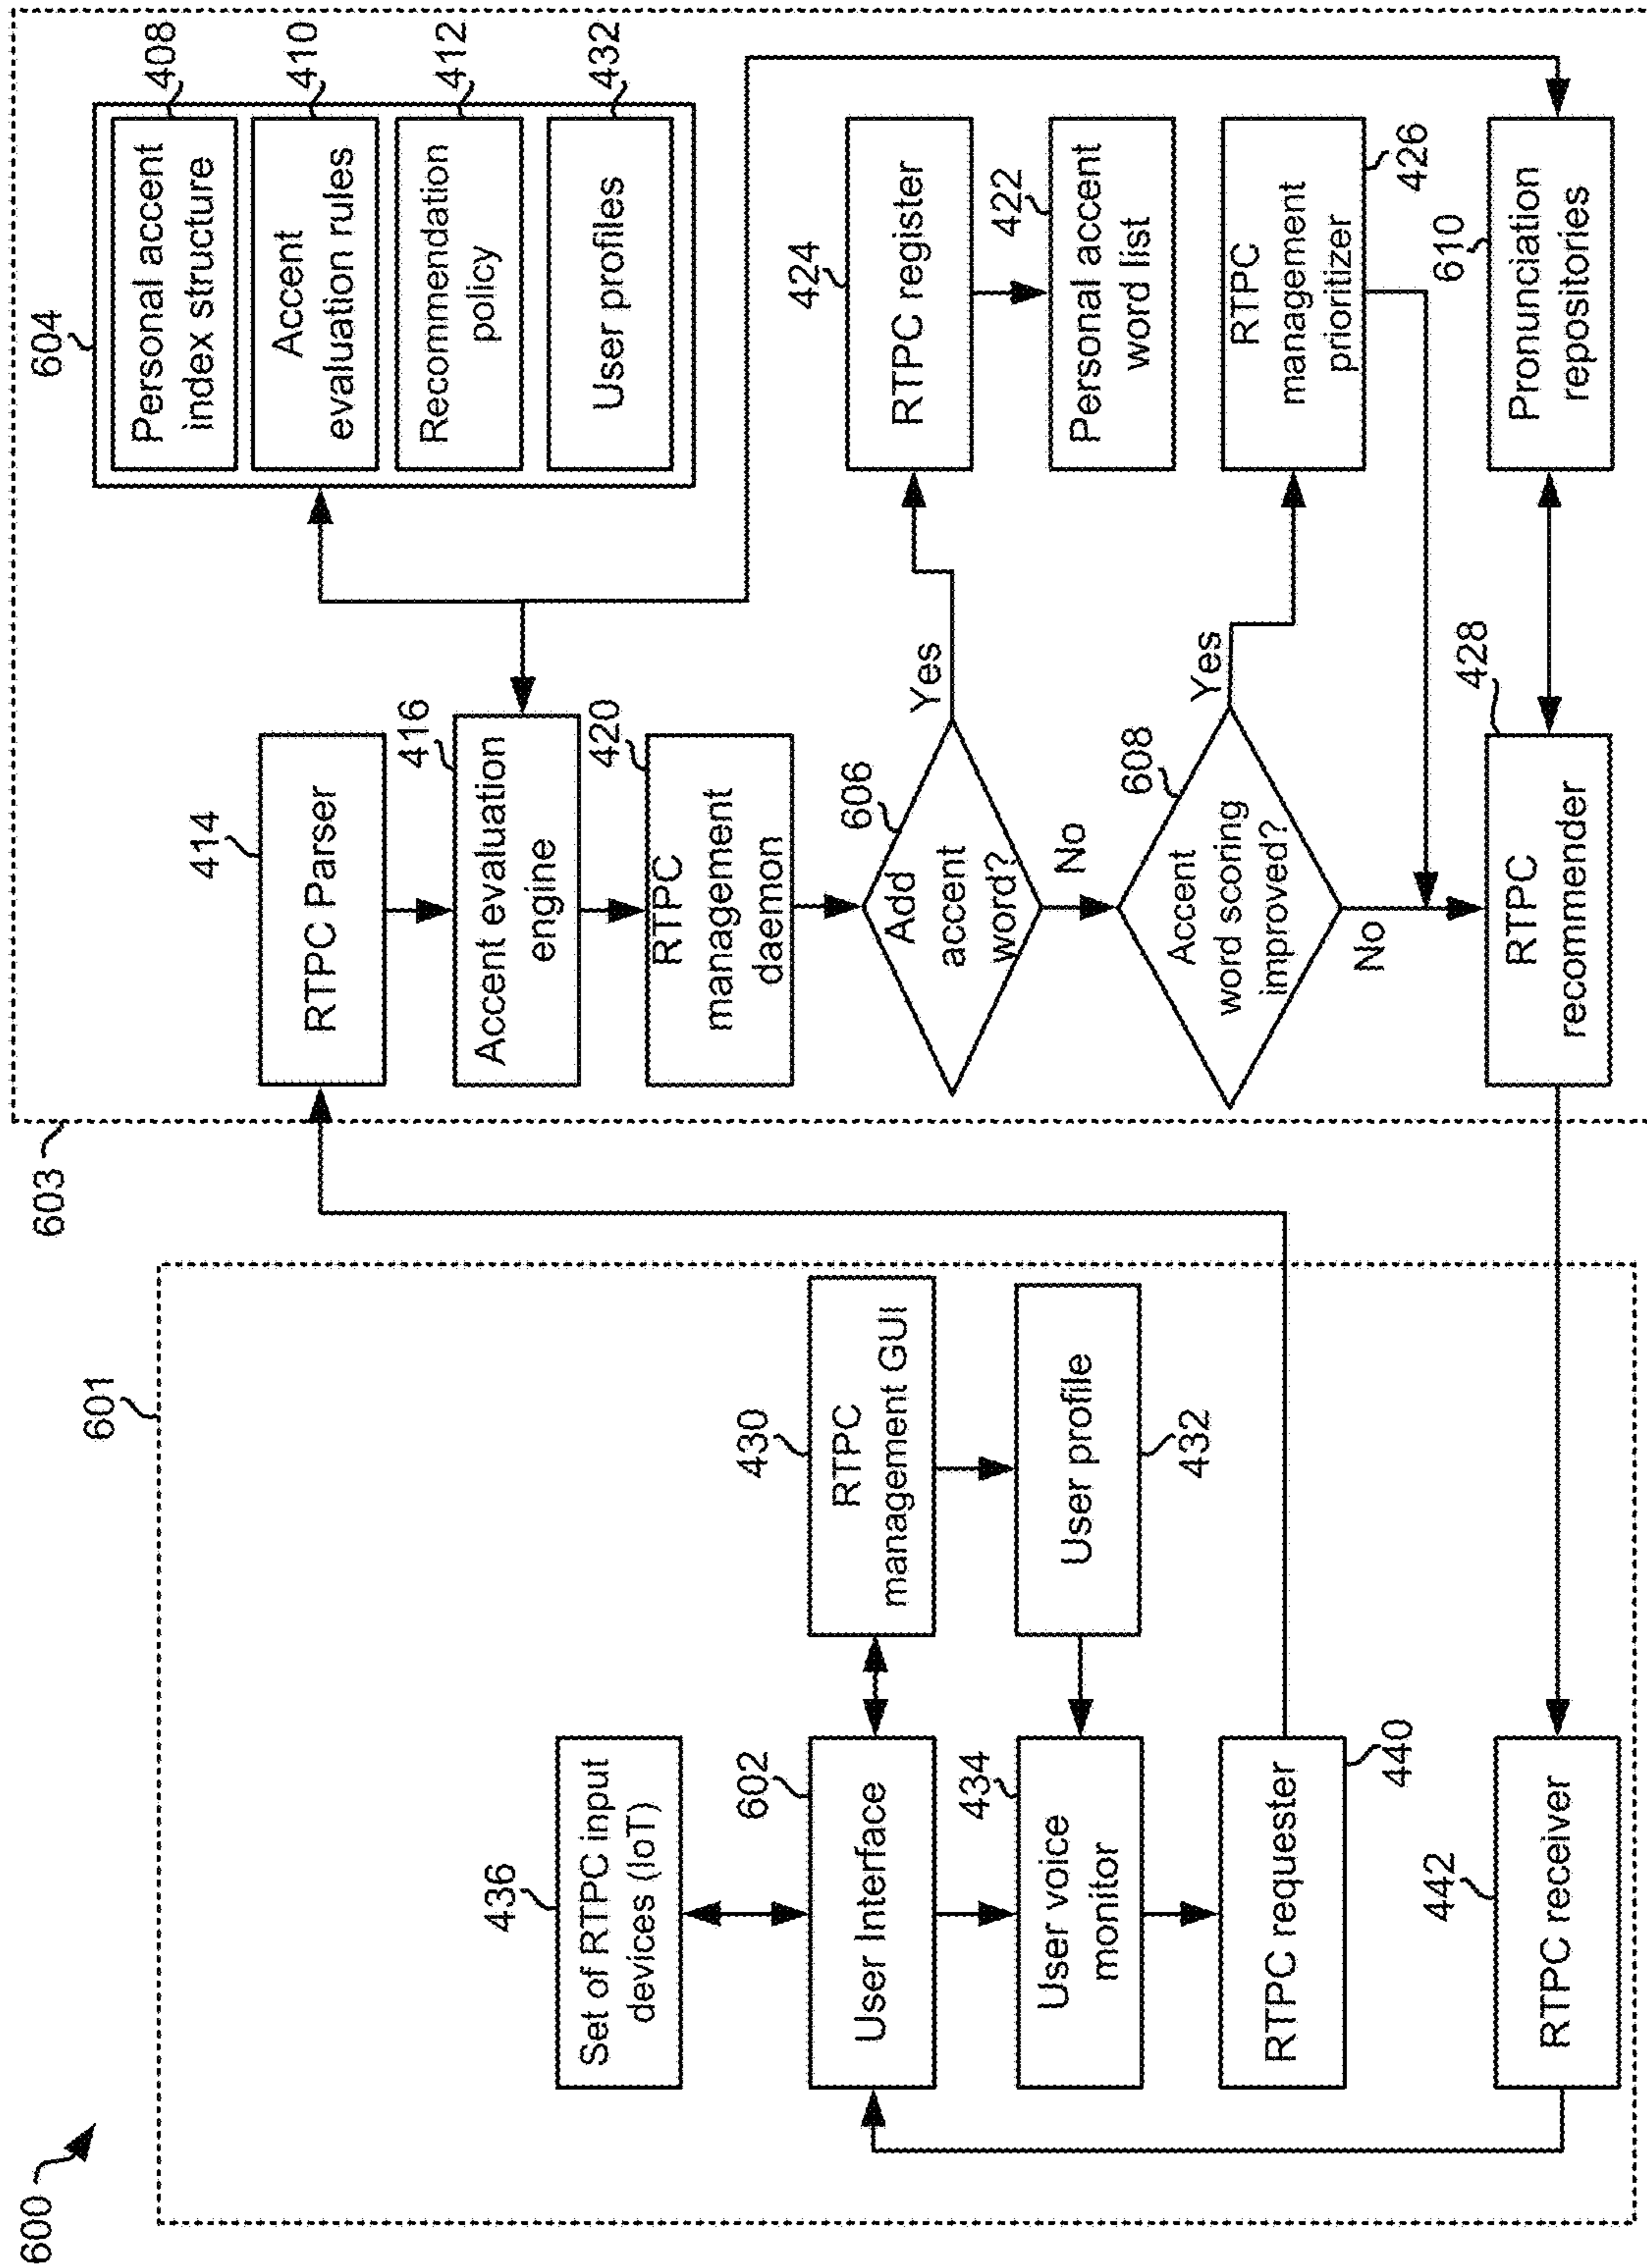 600
601
436
Set of RTPC input
devices (IoT)
602
User Interface
430
RTPC
management GUI
434
User voice
monitor
User profile
432
RTPC requester
440
442
RTPC receiver
603
414
RTPC Parser
416
Accent evaluation
engine
420
RTPC
management
daemon
606
Add
accent
word?
Yes
No
608
Accent
word scoring
improved?
Yes
No
428
RTPC
recommender
604
Personal accent
index structure
408
Accent
evaluation rules
410
Recommendation
policy
412
User profiles
432
424
RTPC register
422
Personal accent
word list
RTPC
management
prioritizer
426
610
Pronunciation
repositories